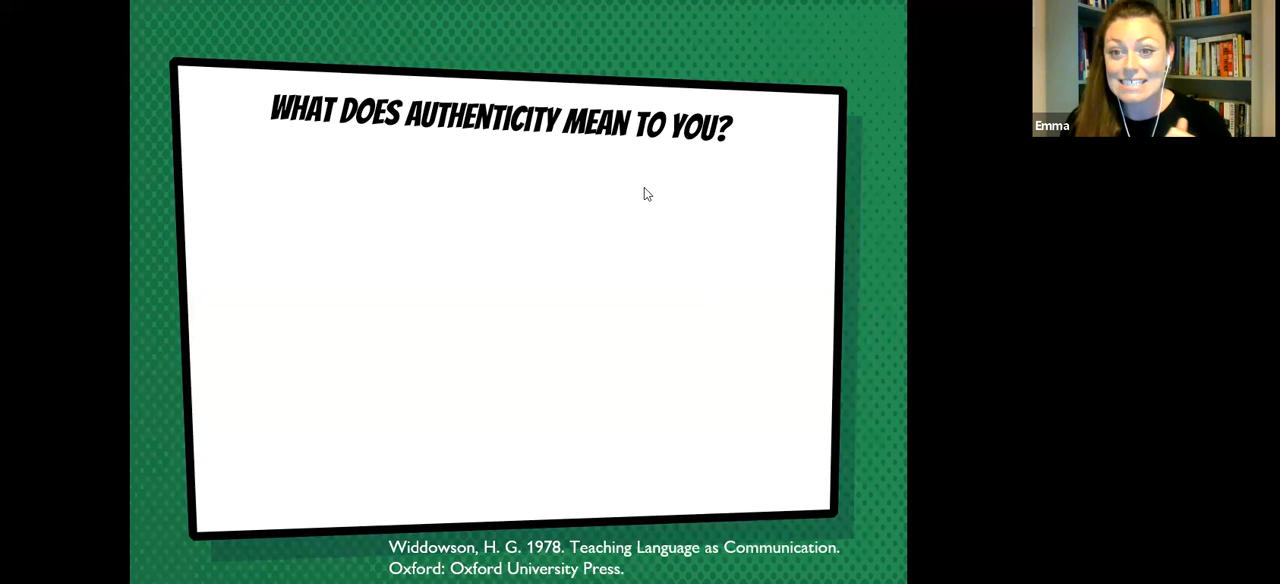 WHAT DOES AUTHENTICITY MEAN TO YOU?
Emma
Widdowson, H. G. 1978. Teaching Language as Communication.
Oxford: Oxford University Press.